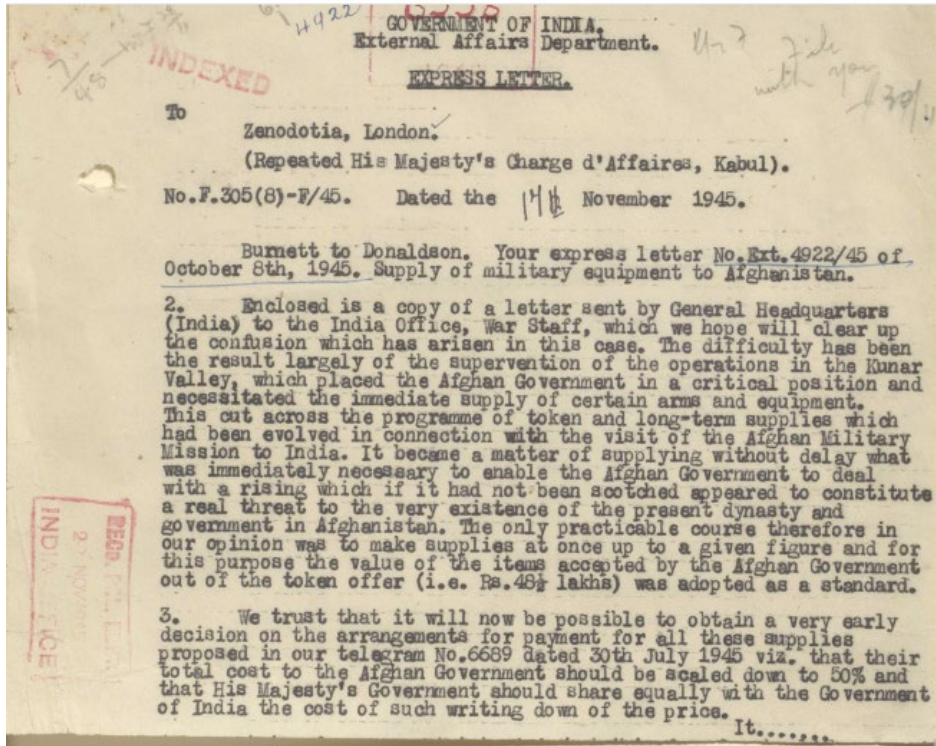 4922
GOVERNMENT OF INDIA.
External Affairs Department.
INDEXED
EXPRESS LETTER.
file
with you
To
Zenodotia, London.
(Repeated His Majesty's Charge d'Affaires, Kabul).
No.F.305(8)-F/45. Dated the 17th November 1945.
Burnett to Donaldson. Your express letter No.Ext.4922/45 of
October 8th, 1945. Supply of military equipment to Afghanistan.
2. Enclosed is a copy of a letter sent by General Headquarters
(India) to the India Office, War Staff, which we hope will clear up
the confusion which has arisen in this case. The difficulty has been
the result largely of the supervention of the operations in the Kunar
Valley, which placed the Afghan Government in a critical position and
necessitated the immediate supply of certain arms and equipment.
This cut across the programme of token and long-term supplies which
had been evolved in connection with the visit of the Afghan Military
Mission to India. It became a matter of supplying without delay what
was immediately necessary to enable the Afghan Government to deal
with a rising which if it had not been scotched appeared to constitute
a real threat to the very existence of the present dynasty and
government in Afghanistan. The only practicable course therefore in
our opinion was to make supplies at once up to a given figure and for
this purpose the value of the items accepted by the Afghan Government
out of the token offer (i.e. Rs.48½ lakhs) was adopted as a standard.
3. We trust that it will now be possible to obtain a very early
decision on the arrangements for payment for all these supplies
proposed in our telegram No.6689 dated 30th July 1945 viz. that their
total cost to the Afghan Government should be scaled down to 50% and
that His Majesty's Government should share equally with the Government
of India the cost of such writing down of the price.
It.......
RECD. POL. DEPT.
INDIA OFFICE